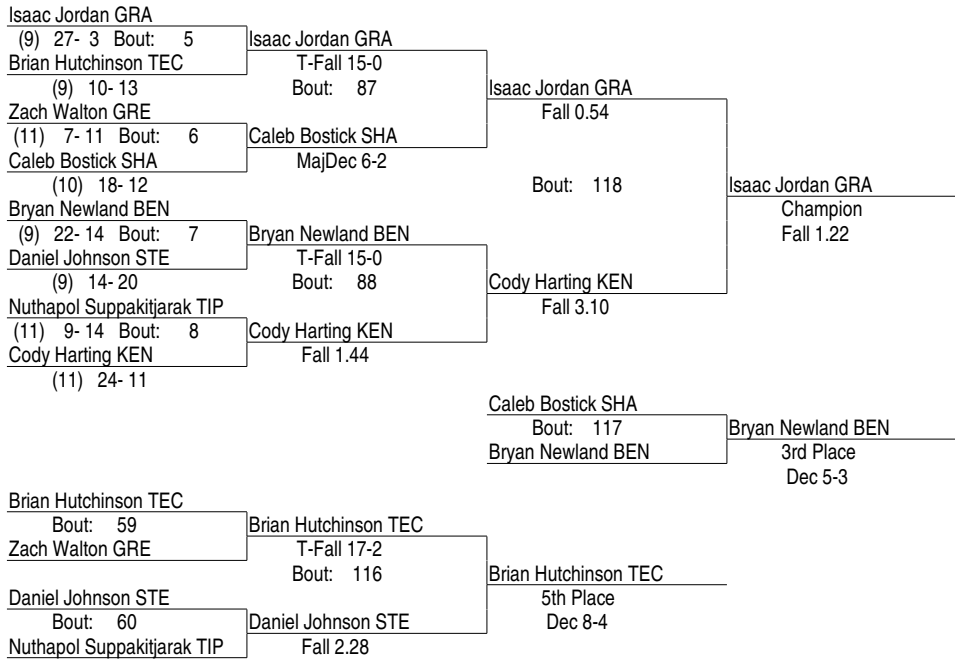 Isaac Jordan GRA
(9) 27- 3 Bout: 5
Isaac Jordan GRA
Brian Hutchinson TEC
T-Fall 15-0
(9) 10- 13
Bout: 87
Isaac Jordan GRA
Zach Walton GRE
Fall 0.54
(11) 7- 11 Bout: 6
Caleb Bostick SHA
Caleb Bostick SHA
MajDec 6-2
(10) 18- 12
Bout: 118
Isaac Jordan GRA
Bryan Newland BEN
Champion
(9) 22- 14 Bout: 7
Bryan Newland BEN
Fall 1.22
Daniel Johnson STE
T-Fall 15-0
(9) 14- 20
Bout: 88
Cody Harting KEN
Nuthapol Suppakitjarak TIP
Fall 3.10
(11) 9- 14 Bout: 8
Cody Harting KEN
Cody Harting KEN
Fall 1.44
(11) 24- 11
Caleb Bostick SHA
Bout: 117
Bryan Newland BEN
Bryan Newland BEN
3rd Place
Dec 5-3
Brian Hutchinson TEC
Bout: 59
Brian Hutchinson TEC
Zach Walton GRE
T-Fall 17-2
Bout: 116
Brian Hutchinson TEC
Daniel Johnson STE
5th Place
Bout: 60
Daniel Johnson STE
Dec 8-4
Nuthapol Suppakitjarak TIP
Fall 2.28